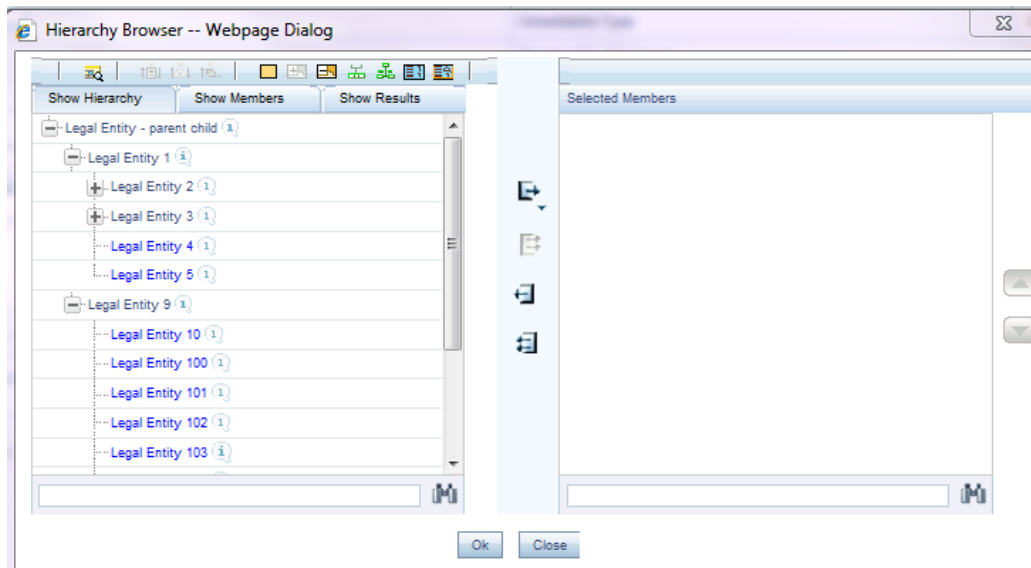 Hierarchy Browser -- Webpage Dialog
Show Hierarchy Show Members Show Results
Selected Members
Legal Entity - parent child
Legal Entity 1
Legal Entity 2
Legal Entity 3
Legal Entity 4
Legal Entity 5
Legal Entity 9
Legal Entity 10
Legal Entity 100
Legal Entity 101
Legal Entity 102
Legal Entity 103
Ok Close